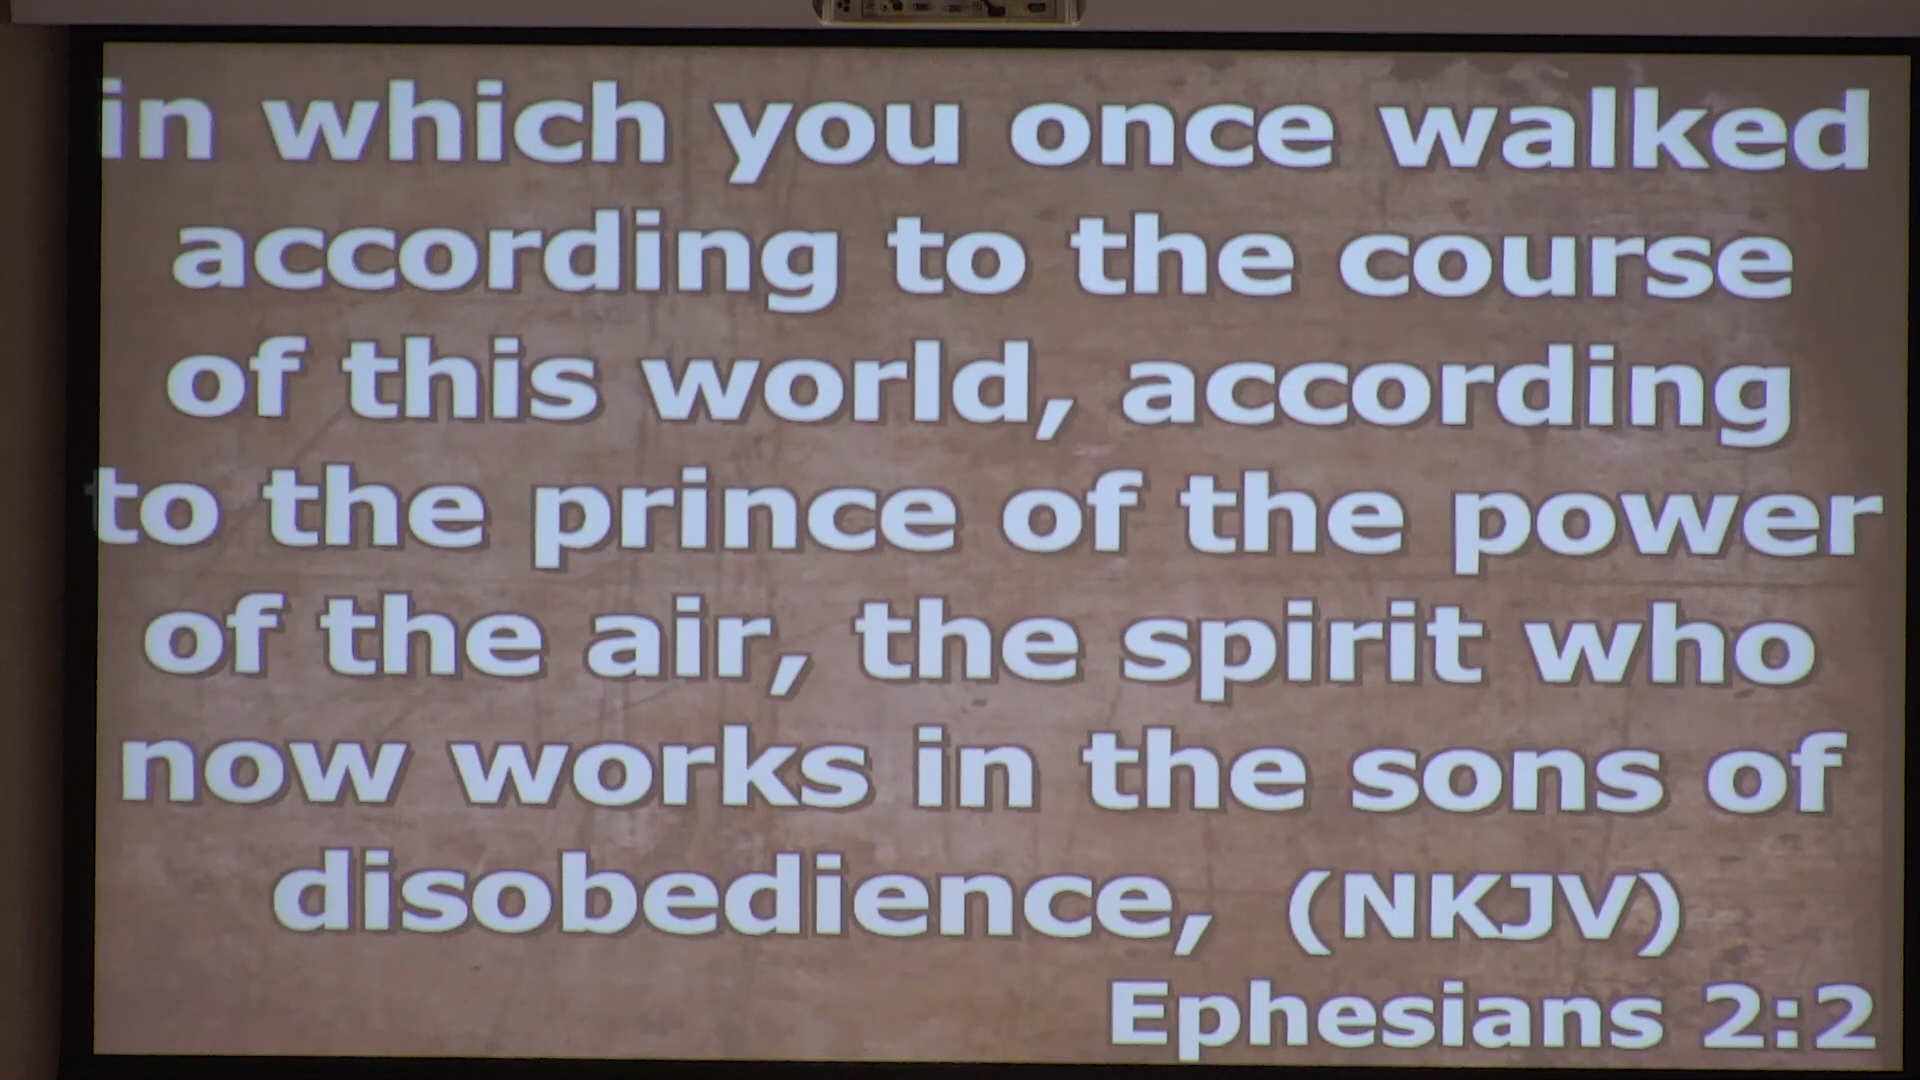 in which you once walked
according to the course
of this world, according
to the prince of the power
of the air, the spirit who
now works in the sons of
disobedience, (NKJV)
Ephesians 2:2